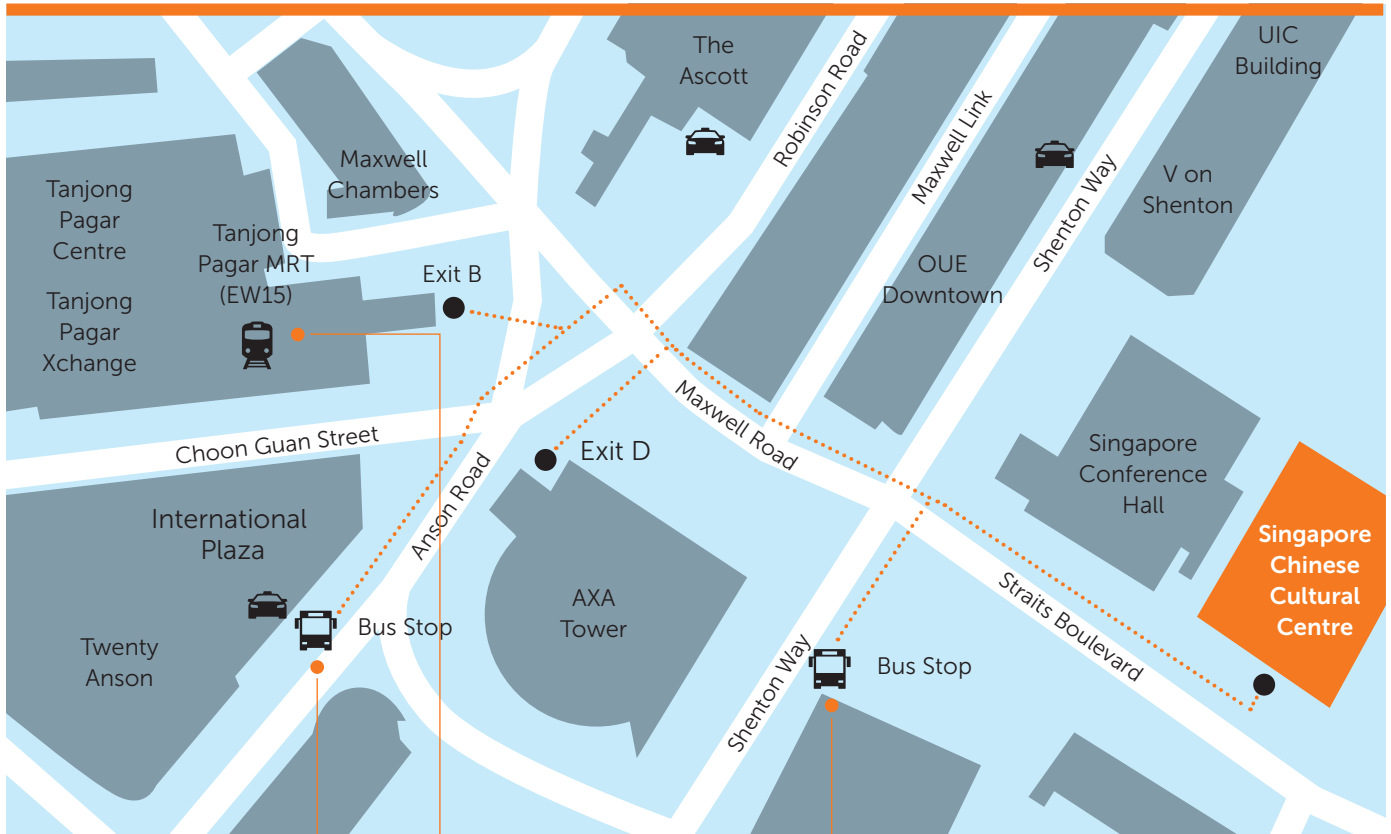 The
Ascott
Robinson Road
Maxwell Link
UIC
Building
Maxwell
Chambers
Shenton Way
V on
Shenton
Tanjong
Pagar
Centre
Tanjong
Pagar MRT
(EW15)
Exit B
OUE
Downtown
Tanjong
Pagar
Xchange
Maxwell Road
Choon Guan Street
Exit D
Singapore
Conference
Hall
Anson Road
International
Plaza
Singapore
Chinese
Cultural
Centre
AXA
Tower
Straits Boulevard
Bus Stop
Twenty
Anson
Shenton Way
Bus Stop